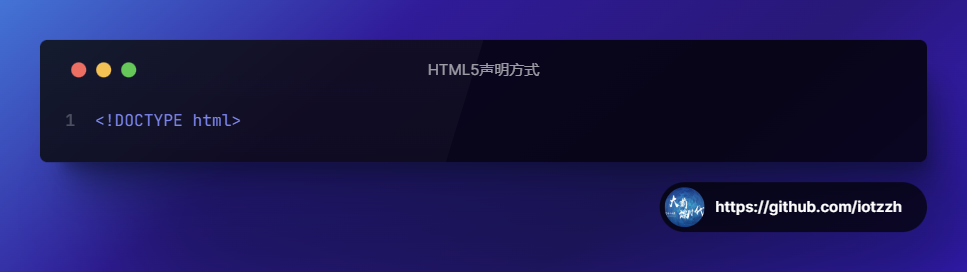 HTML5声明方式
1 <!DOCTYPE html>
https://github.com/iotzzh